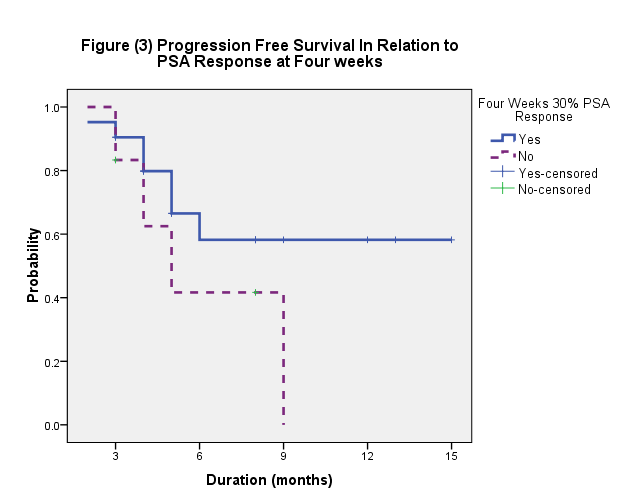 Figure (3) Progression Free Survival In Relation to
PSA Response at Four weeks
Four Weeks 30% PSA
Response
Yes
No
Yes-censored
No-censored
Probability
1.0
0.8
0.6
0.4
0.2
0.0
3 6 9 12 15
Duration (months)